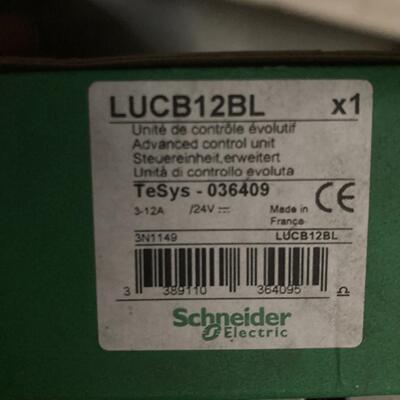 LUCB12BL x1
Unité de contrôle évolutif
Advanced control unit
Steuereinheit,erweitert
Unità di controllo evoluta
TeSys - 036409
3-12A /24V ⎓ Made in France CE
3N1149 LUCB12BL
3 389110 364095
Schneider
Electric